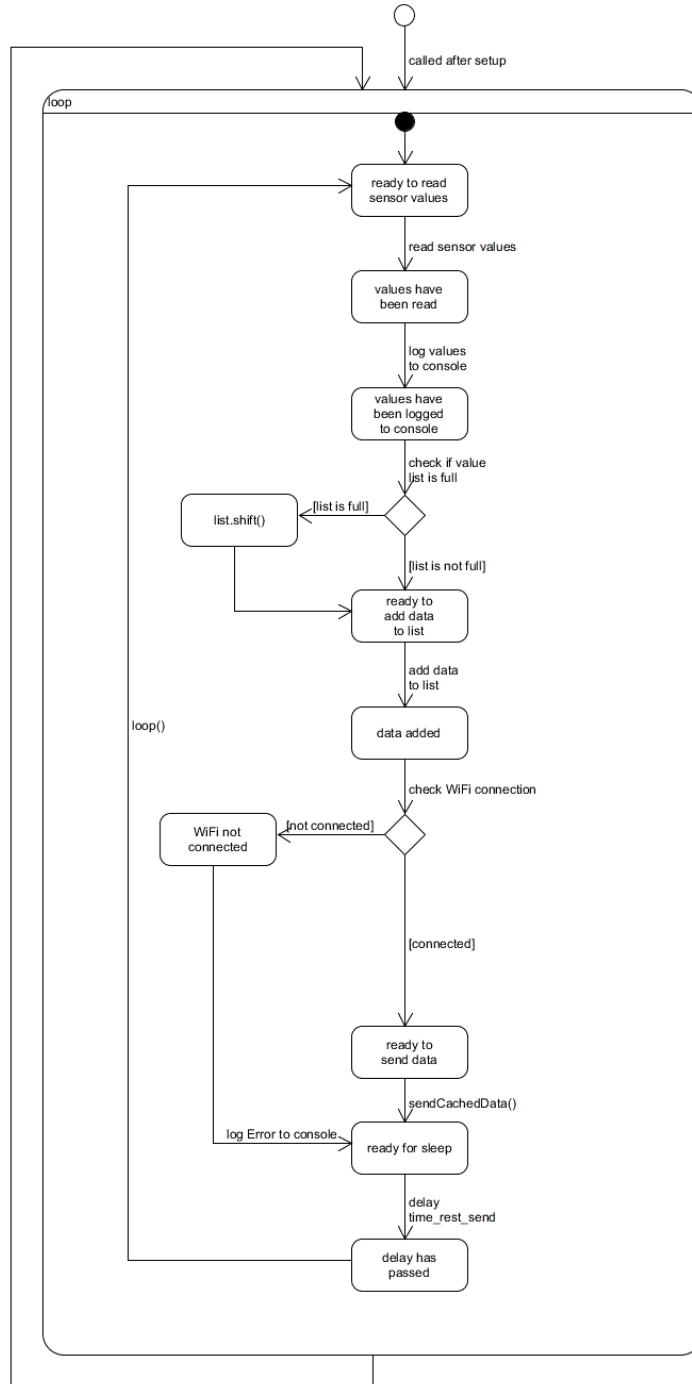 called after setup
loop
ready to read
sensor values
read sensor values
values have
been read
log values
to console
values have
been logged
to console
check if value
list is full
list.shift()
[list is full]
[list is not full]
ready to
add data
to list
add data
to list
loop()
data added
check WiFi connection
WiFi not
connected
[not connected]
[connected]
ready to
send data
sendCachedData()
log Error to console
ready for sleep
delay
time_rest_send
delay has
passed